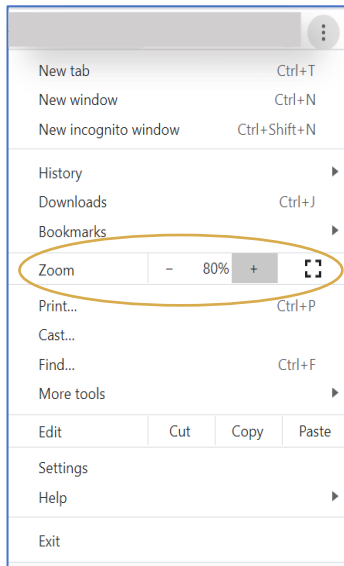 New tab Ctrl+T
New window Ctrl+N
New incognito window Ctrl+Shift+N
History
Downloads Ctrl+J
Bookmarks
Zoom − 80% +
Print... Ctrl+P
Cast...
Find... Ctrl+F
More tools
Edit Cut Copy Paste
Settings
Help
Exit